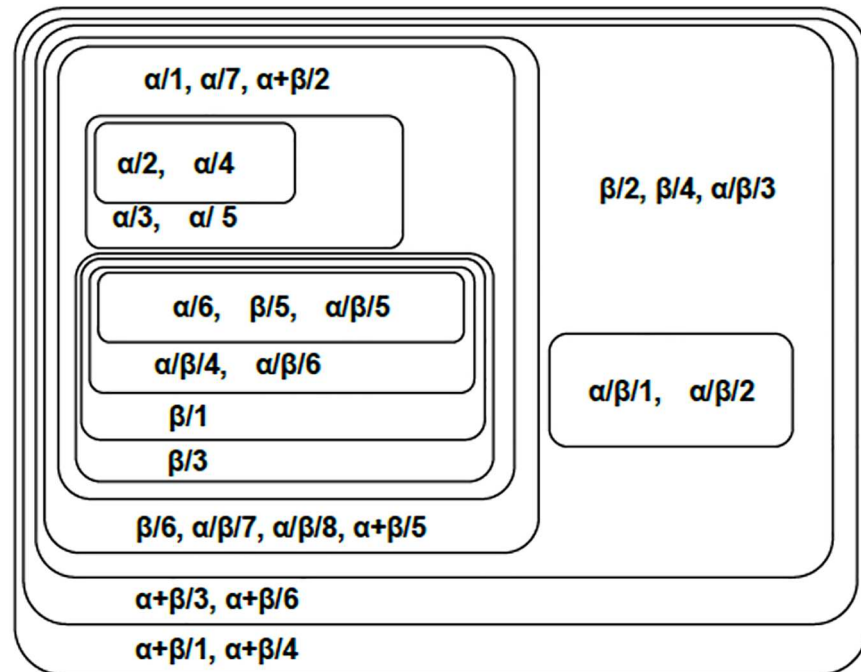 α/1, α/7, α+β/2
α/2, α/4
β/2, β/4, α/β/3
α/3, α/ 5
α/6, β/5, α/β/5
α/β/4, α/β/6
α/β/1, α/β/2
β/1
β/3
β/6, α/β/7, α/β/8, α+β/5
α+β/3, α+β/6
α+β/1, α+β/4